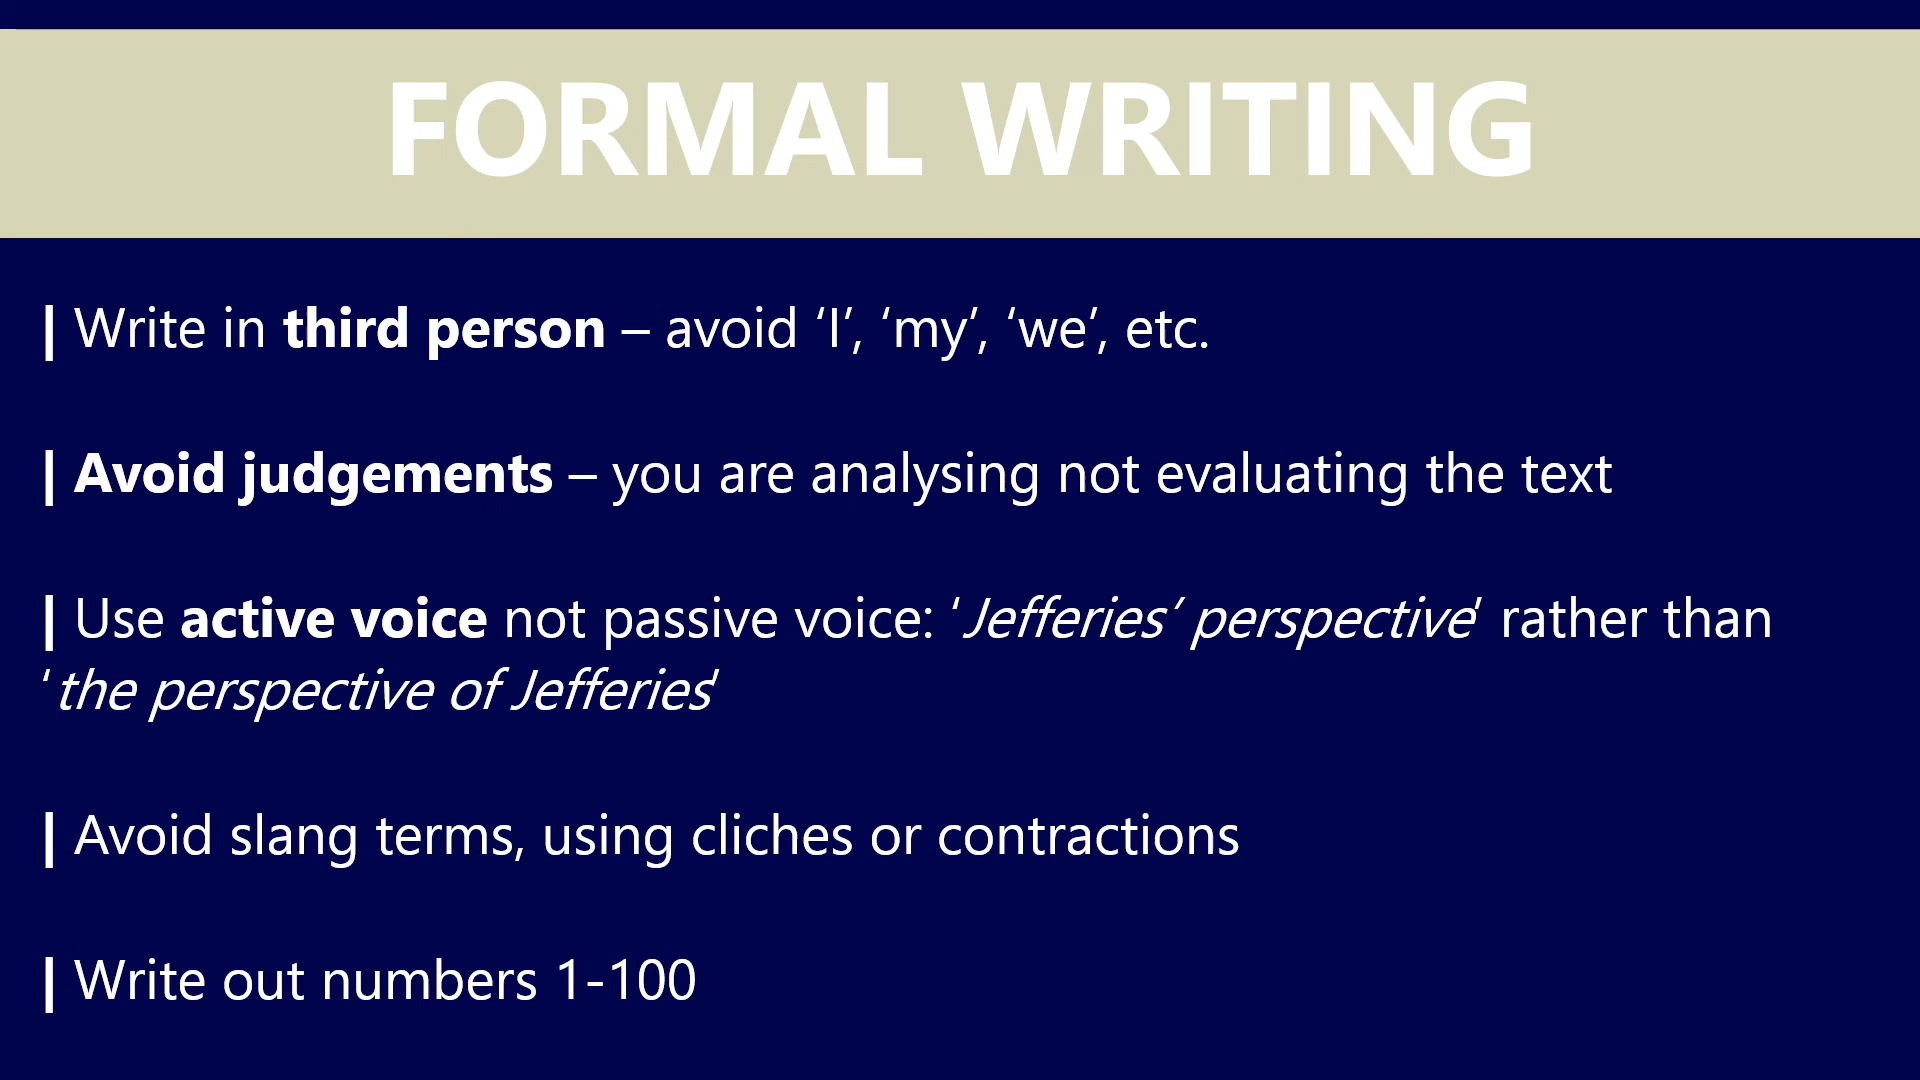 FORMAL WRITING
| Write in third person – avoid ‘I’, ‘my’, ‘we’, etc.
| Avoid judgements – you are analysing not evaluating the text
| Use active voice not passive voice: ‘Jefferies’ perspective’ rather than
‘the perspective of Jefferies’
| Avoid slang terms, using cliches or contractions
| Write out numbers 1-100